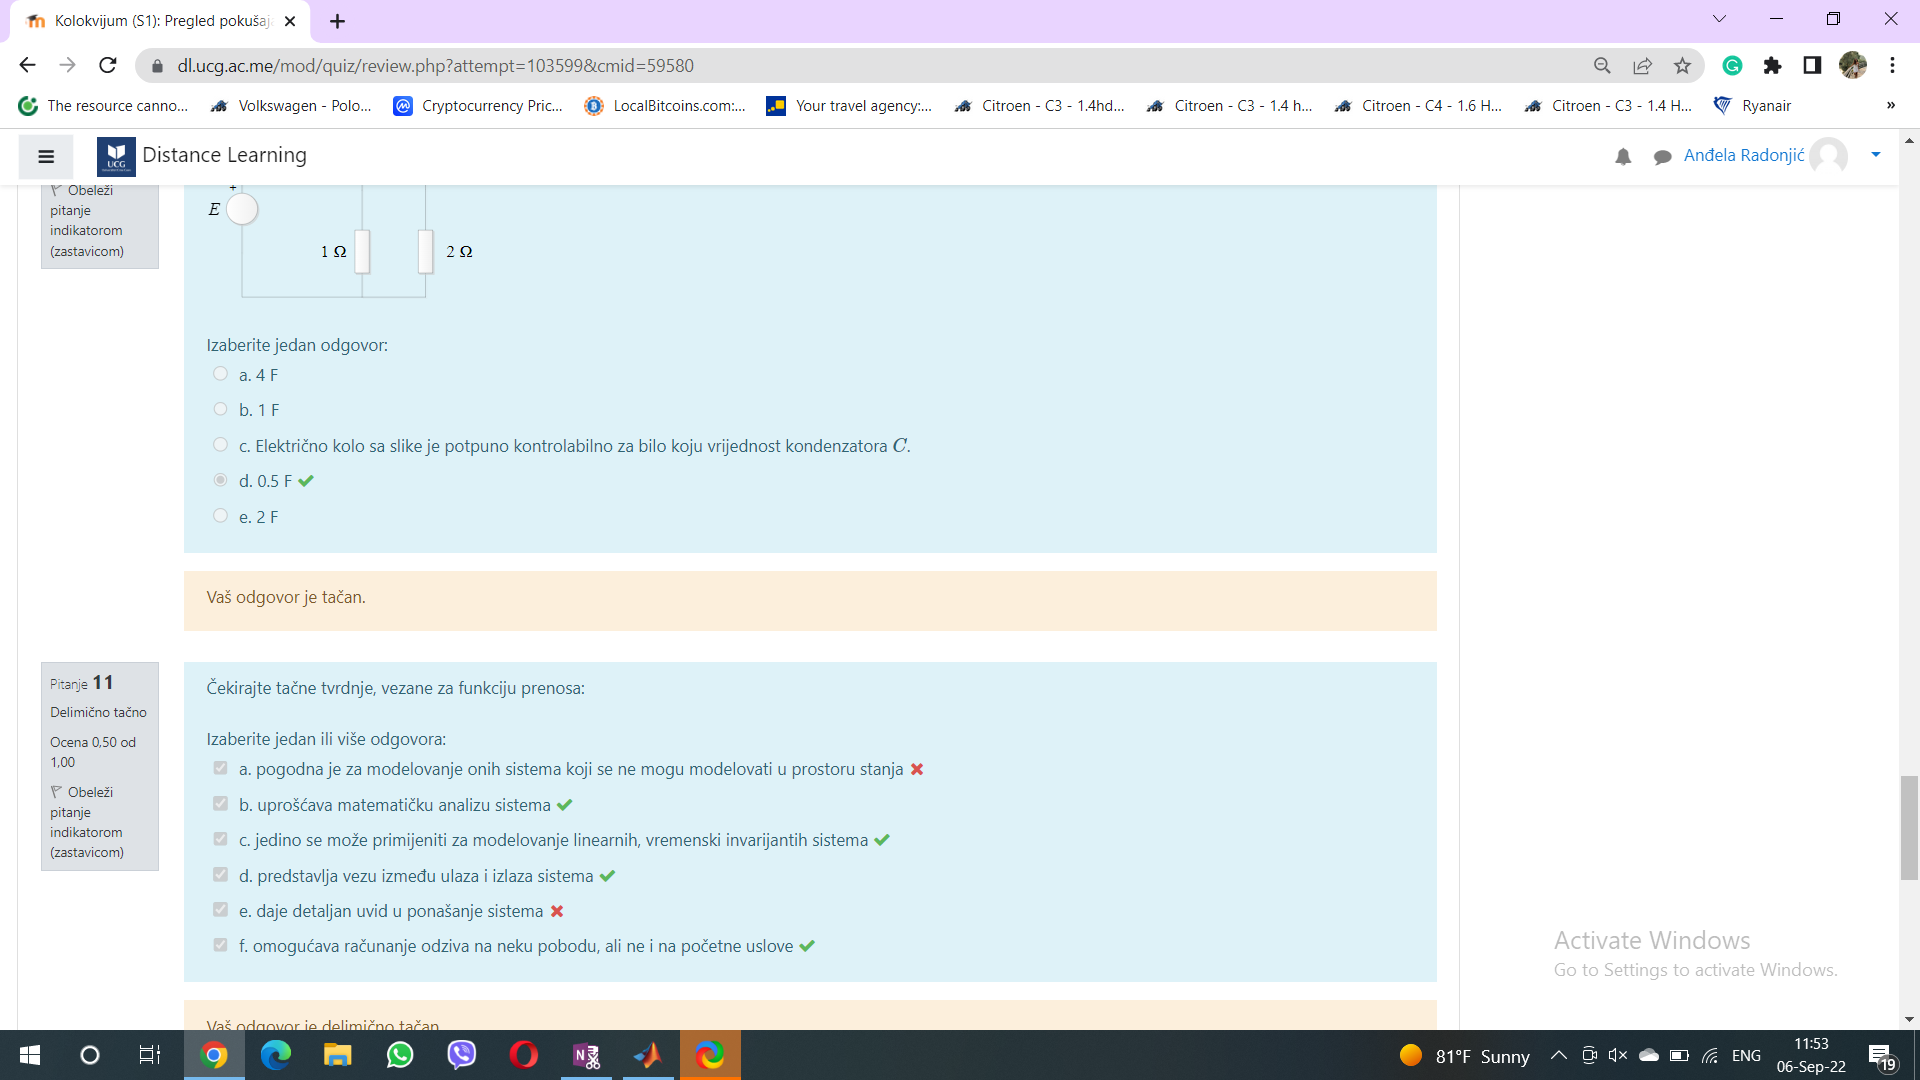 Kolokvijum (S1): Pregled pokušaj
dl.ucg.ac.me/mod/quiz/review.php?attempt=103599&cmid=59580
The resource canno...
Volkswagen - Polo...
Cryptocurrency Pric...
LocalBitcoins.com:...
Your travel agency:...
Citroen - C3 - 1.4hd...
Citroen - C3 - 1.4 h...
Citroen - C4 - 1.6 H...
Citroen - C3 - 1.4 H...
Ryanair
»
UCG
Distance Learning
Anđela Radonjić
Obeleži
pitanje
indikatorom
(zastavicom)
+
E
1 Ω
2 Ω
Izaberite jedan odgovor:
a. 4 F
b. 1 F
c. Električno kolo sa slike je potpuno kontrolabilno za bilo koju vrijednost kondenzatora C.
d. 0.5 F
e. 2 F
Vaš odgovor je tačan.
Pitanje 11
Delimično tačno
Ocena 0,50 od
1,00
Obeleži
pitanje
indikatorom
(zastavicom)
Čekirajte tačne tvrdnje, vezane za funkciju prenosa:
Izaberite jedan ili više odgovora:
a. pogodna je za modelovanje onih sistema koji se ne mogu modelovati u prostoru stanja
b. uprošćava matematičku analizu sistema
c. jedino se može primijeniti za modelovanje linearnih, vremenski invarijantih sistema
d. predstavlja vezu između ulaza i izlaza sistema
e. daje detaljan uvid u ponašanje sistema
f. omogućava računanje odziva na neku pobodu, ali ne i na početne uslove
Vaš odgovor je delimično tačan
Activate Windows
Go to Settings to activate Windows.
81°F Sunny
ENG
11:53
06-Sep-22
19